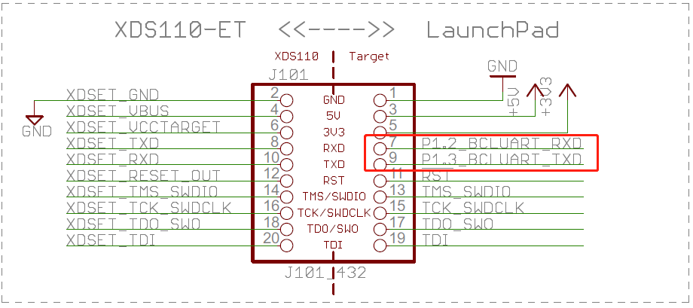 XDS110-ET <<----->> LaunchPad
XDS110 Target
J101
GND
+5V
+3V3
XDSET_GND 2 GND 1
XDSET_VBUS 4 5V 3
XDSET_VCCTARGET 6 3V3 5
XDSET_TXD 8 RXD 7 P1.2_BCLUART_RXD
XDSET_RXD 10 TXD 9 P1.3_BCLUART_TXD
XDSET_RESET_OUT 12 RST 11 RST
XDSET_TMS_SWDIO 14 TMS/SWDIO 13 TMS_SWDIO
XDSET_TCK_SWDCLK 16 TCK/SWDCLK 15 TCK_SWDCLK
XDSET_TDO_SWO 18 TDO/SWO 17 TDO_SWO
XDSET_TDI 20 TDI 19 TDI
GND
J101_432